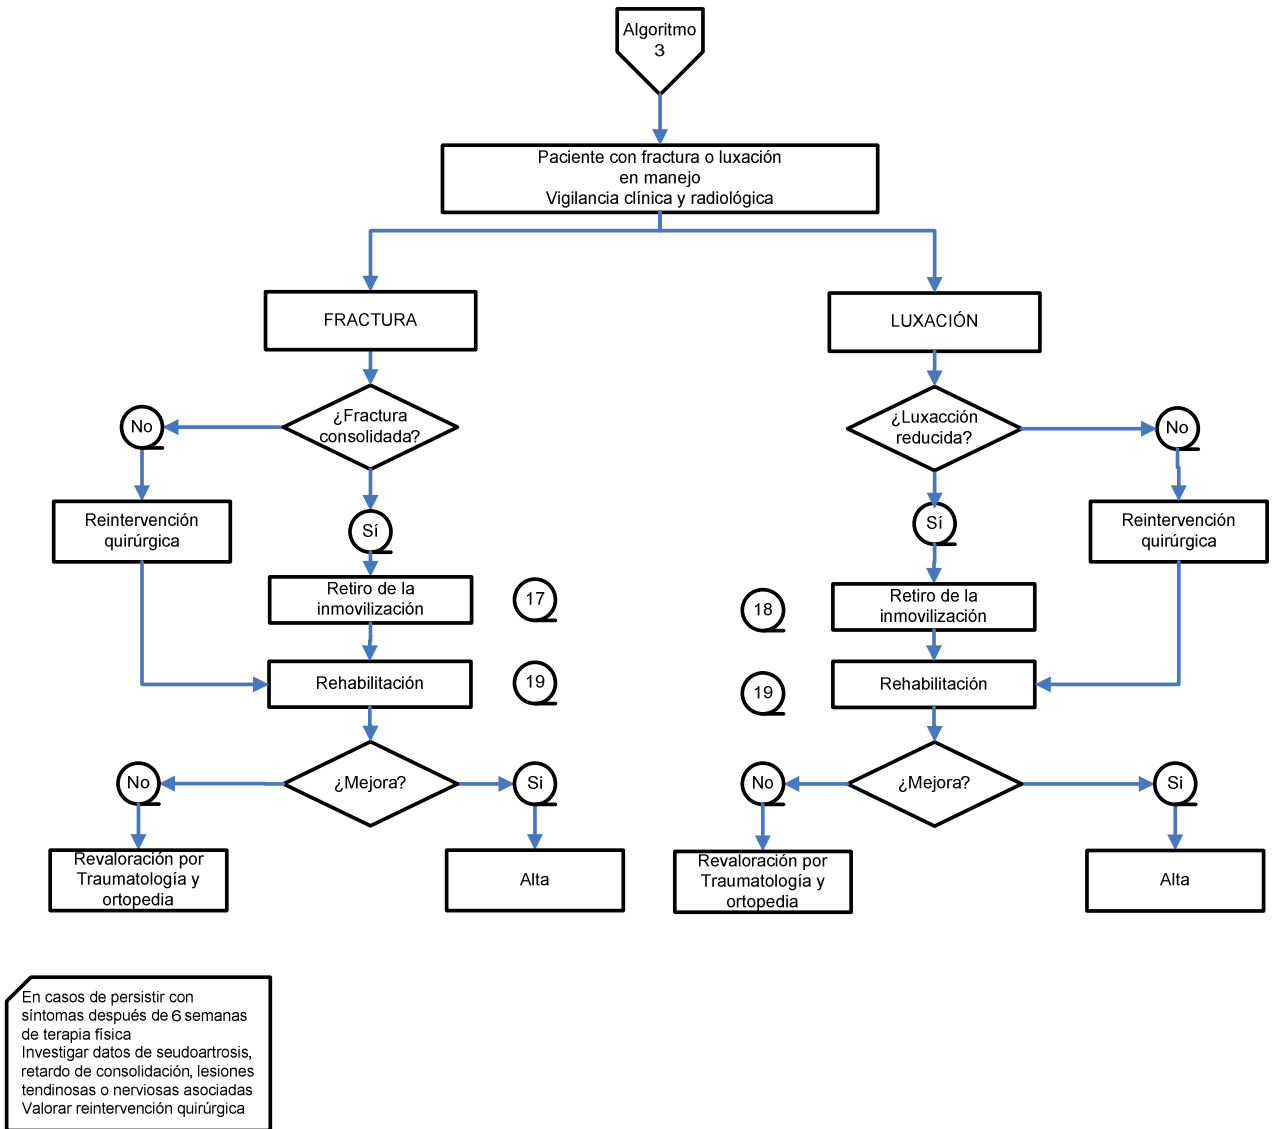 Algoritmo
3
Paciente con fractura o luxación
en manejo
Vigilancia clínica y radiológica
FRACTURA
LUXACIÓN
¿Fractura
consolidada?
No
¿Luxacción
reducida?
No
Reintervención
quirúrgica
Sí
Sí
Reintervención
quirúrgica
Retiro de la
inmovilización
17
18
Retiro de la
inmovilización
Rehabilitación
19
19
Rehabilitación
No
¿Mejora?
Si
No
¿Mejora?
Si
Revaloración por
Traumatología y
ortopedia
Alta
Revaloración por
Traumatología y
ortopedia
Alta
En casos de persistir con
síntomas después de 6 semanas
de terapia física
Investigar datos de seudoartrosis,
retardo de consolidación, lesiones
tendinosas o nerviosas asociadas
Valorar reintervención quirúrgica